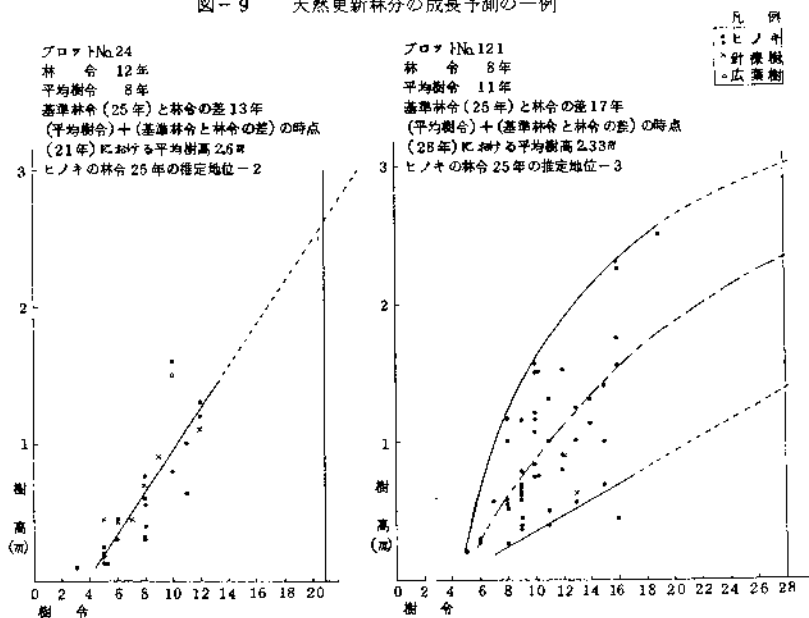 図-9 天然更新林分の成長予測の一例
凡 例
・ヒノキ
×針葉樹
○広葉樹
プロットNo.24
林 令 12年
平均樹令 8年
基準林令(25年)と林令の差13年
(平均樹令)+(基準林令と林令の差)の時点
(21年)における平均樹高2.6m
ヒノキの林令25年の推定地位-2
3
2
1
樹
高
(m)
0 2 4 6 8 10 12 14 16 18 20
樹 令
プロットNo.121
林 令 8年
平均樹令 11年
基準林令(25年)と林令の差17年
(平均樹令)+(基準林令と林令の差)の時点
(28年)における平均樹高2.33m
ヒノキの林令25年の推定地位-3
3
2
1
樹
高
(m)
0 2 4 6 8 10 12 14 16 18 20 22 24 26 28
樹 令